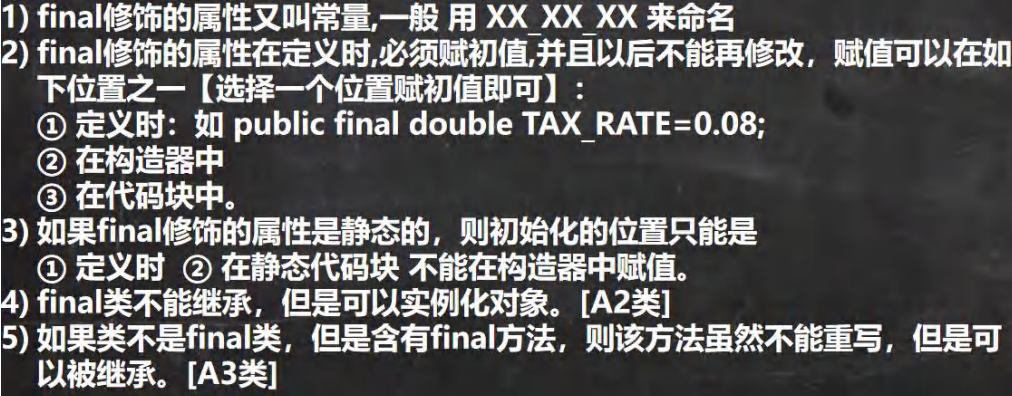 1) final修饰的属性又叫常量,一般 用 XX_XX_XX 来命名
2) final修饰的属性在定义时,必须赋初值,并且以后不能再修改，赋值可以在如
下位置之一【选择一个位置赋初值即可】:
① 定义时：如 public final double TAX_RATE=0.08;
② 在构造器中
③ 在代码块中。
3) 如果final修饰的属性是静态的，则初始化的位置只能是
① 定义时 ② 在静态代码块 不能在构造器中赋值。
4) final类不能继承，但是可以实例化对象。[A2类]
5) 如果类不是final类，但是含有final方法，则该方法虽然不能重写，但是可
以被继承。[A3类]